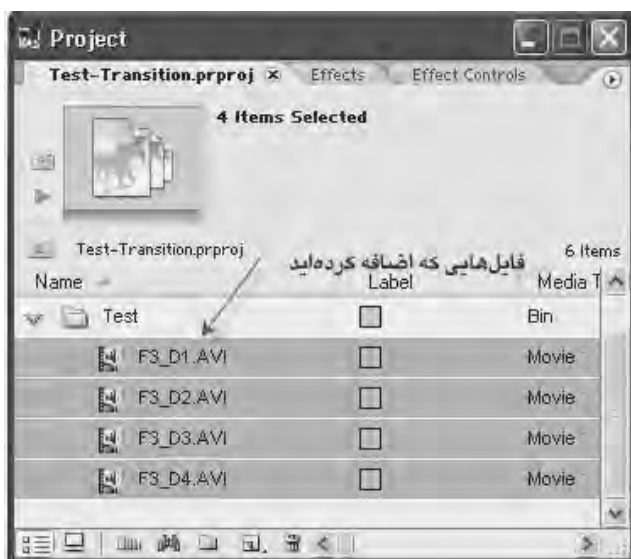 Project
Test-Transition.prproj × Effects Effect Controls
4 Items Selected
Test-Transition.prproj
6 Items
فایل‌هایی که اضافه کرده‌اید
Name Label Media T
Test Bin
F3_D1.AVI Movie
F3_D2.AVI Movie
F3_D3.AVI Movie
F3_D4.AVI Movie